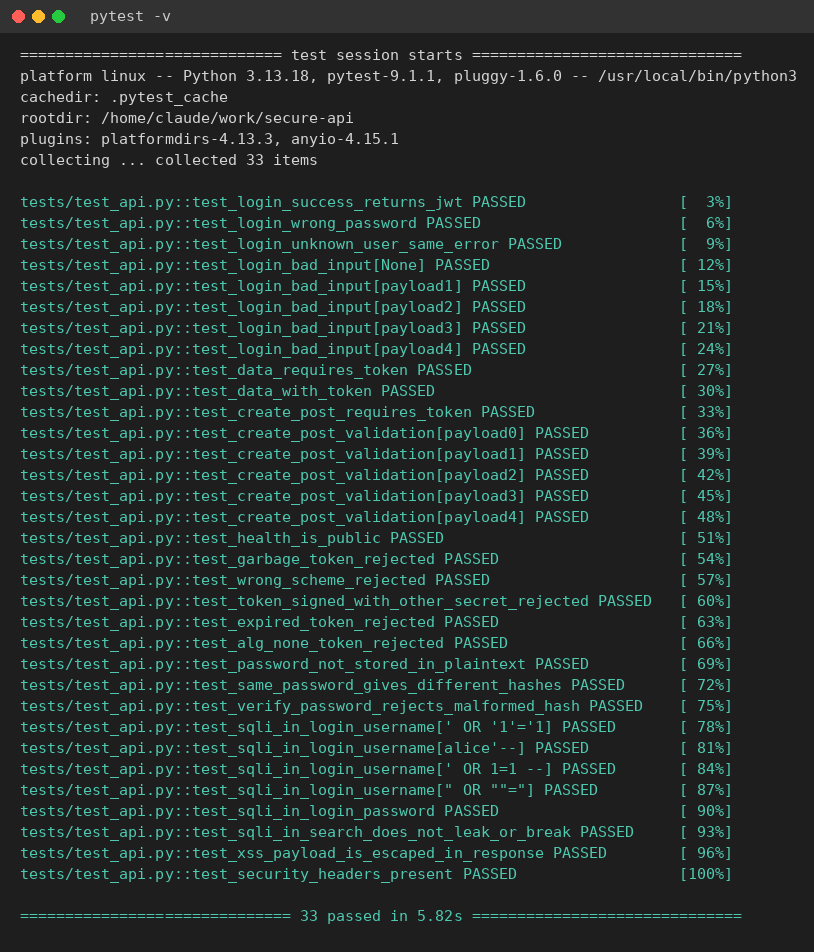 pytest -v
============================= test session starts ==============================
platform linux -- Python 3.13.18, pytest-9.1.1, pluggy-1.6.0 -- /usr/local/bin/python3
cachedir: .pytest_cache
rootdir: /home/claude/work/secure-api
plugins: platformdirs-4.13.3, anyio-4.15.1
collecting ... collected 33 items
tests/test_api.py::test_login_success_returns_jwt PASSED                 [  3%]
tests/test_api.py::test_login_wrong_password PASSED                      [  6%]
tests/test_api.py::test_login_unknown_user_same_error PASSED             [  9%]
tests/test_api.py::test_login_bad_input[None] PASSED                     [ 12%]
tests/test_api.py::test_login_bad_input[payload1] PASSED                 [ 15%]
tests/test_api.py::test_login_bad_input[payload2] PASSED                 [ 18%]
tests/test_api.py::test_login_bad_input[payload3] PASSED                 [ 21%]
tests/test_api.py::test_login_bad_input[payload4] PASSED                 [ 24%]
tests/test_api.py::test_data_requires_token PASSED                       [ 27%]
tests/test_api.py::test_data_with_token PASSED                           [ 30%]
tests/test_api.py::test_create_post_requires_token PASSED                [ 33%]
tests/test_api.py::test_create_post_validation[payload0] PASSED          [ 36%]
tests/test_api.py::test_create_post_validation[payload1] PASSED          [ 39%]
tests/test_api.py::test_create_post_validation[payload2] PASSED          [ 42%]
tests/test_api.py::test_create_post_validation[payload3] PASSED          [ 45%]
tests/test_api.py::test_create_post_validation[payload4] PASSED          [ 48%]
tests/test_api.py::test_health_is_public PASSED                          [ 51%]
tests/test_api.py::test_garbage_token_rejected PASSED                    [ 54%]
tests/test_api.py::test_wrong_scheme_rejected PASSED                     [ 57%]
tests/test_api.py::test_token_signed_with_other_secret_rejected PASSED   [ 60%]
tests/test_api.py::test_expired_token_rejected PASSED                    [ 63%]
tests/test_api.py::test_alg_none_token_rejected PASSED                   [ 66%]
tests/test_api.py::test_password_not_stored_in_plaintext PASSED          [ 69%]
tests/test_api.py::test_same_password_gives_different_hashes PASSED      [ 72%]
tests/test_api.py::test_verify_password_rejects_malformed_hash PASSED    [ 75%]
tests/test_api.py::test_sqli_in_login_username[' OR '1'='1] PASSED       [ 78%]
tests/test_api.py::test_sqli_in_login_username[alice'--] PASSED          [ 81%]
tests/test_api.py::test_sqli_in_login_username[' OR 1=1 --] PASSED       [ 84%]
tests/test_api.py::test_sqli_in_login_username[" OR ""="] PASSED         [ 87%]
tests/test_api.py::test_sqli_in_login_password PASSED                    [ 90%]
tests/test_api.py::test_sqli_in_search_does_not_leak_or_break PASSED     [ 93%]
tests/test_api.py::test_xss_payload_is_escaped_in_response PASSED        [ 96%]
tests/test_api.py::test_security_headers_present PASSED                  [100%]
============================== 33 passed in 5.82s ==============================